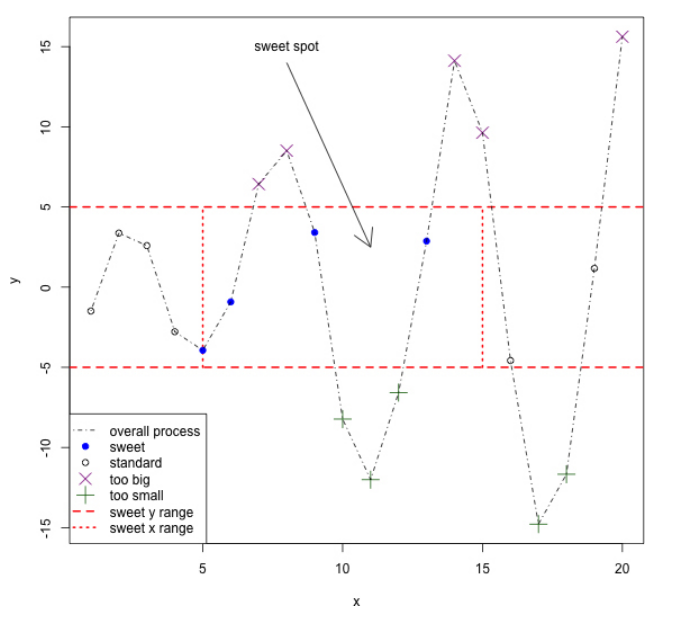 sweet spot
15
10
5
0
-5
-10
-15
y
overall process
sweet
standard
too big
too small
sweet y range
sweet x range
5 10 15 20
x